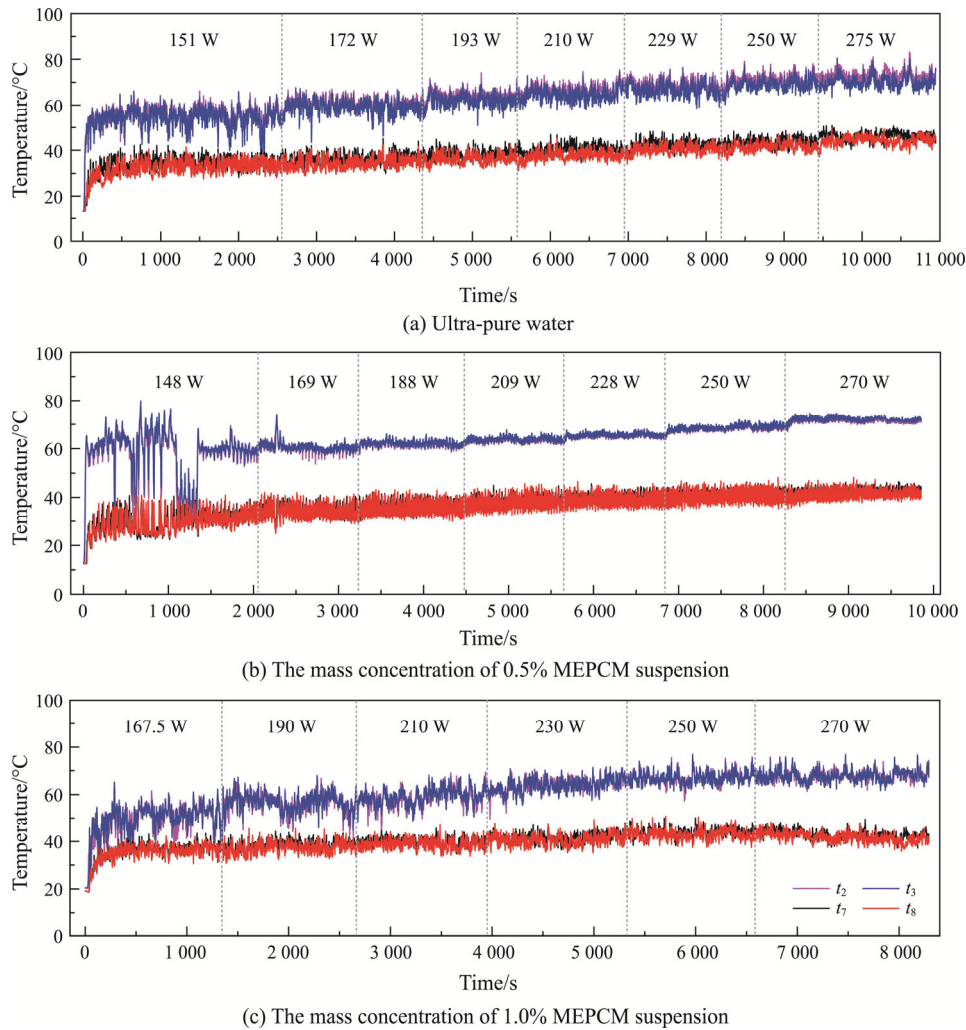 100
151 W 172 W 193 W 210 W 229 W 250 W 275 W
80
60
40
20
0
Temperature/°C
0 1 000 2 000 3 000 4 000 5 000 6 000 7 000 8 000 9 000 10 000 11 000
Time/s
(a) Ultra-pure water
100
148 W 169 W 188 W 209 W 228 W 250 W 270 W
80
60
40
20
0
Temperature/°C
0 1 000 2 000 3 000 4 000 5 000 6 000 7 000 8 000 9 000 10 000
Time/s
(b) The mass concentration of 0.5% MEPCM suspension
100
167.5 W 190 W 210 W 230 W 250 W 270 W
80
60
40
20
0
Temperature/°C
t2 t3
t7 t8
0 1 000 2 000 3 000 4 000 5 000 6 000 7 000 8 000
Time/s
(c) The mass concentration of 1.0% MEPCM suspension